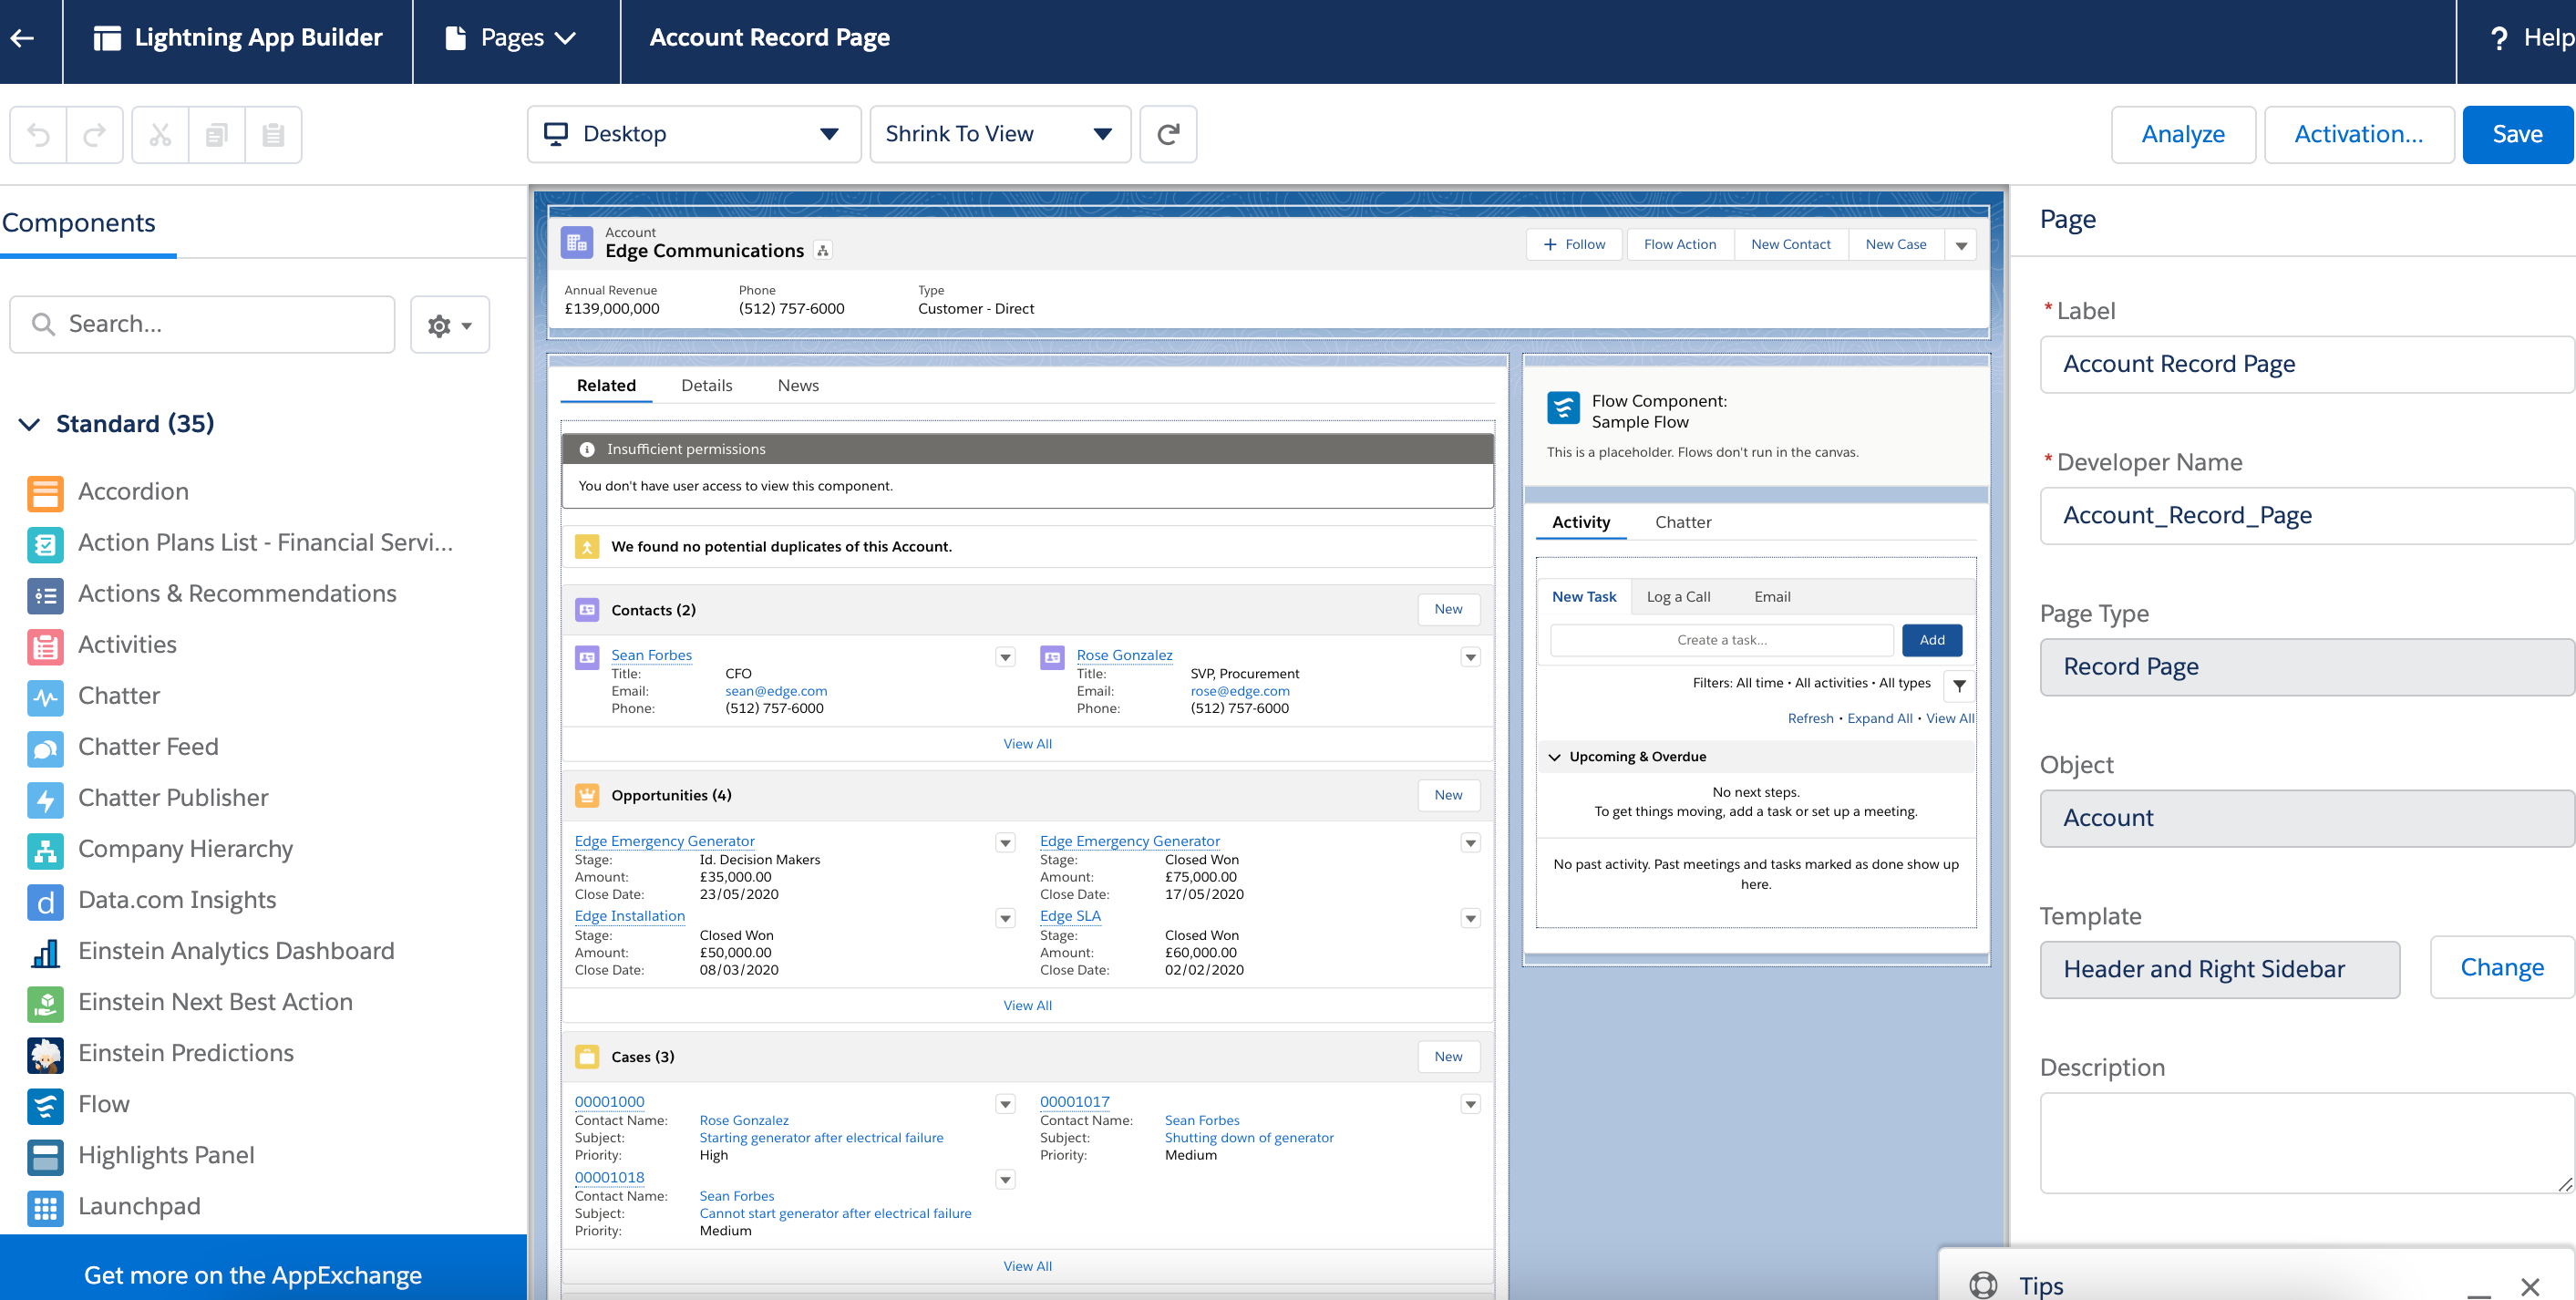 Lightning App Builder
Pages
Account Record Page
? Help
Desktop
Shrink To View
Analyze
Activation...
Save
Components
Search...
Standard (35)
Accordion
Action Plans List - Financial Servi...
Actions & Recommendations
Activities
Chatter
Chatter Feed
Chatter Publisher
Company Hierarchy
Data.com Insights
Einstein Analytics Dashboard
Einstein Next Best Action
Einstein Predictions
Flow
Highlights Panel
Launchpad
Get more on the AppExchange
Account
Edge Communications
+ Follow
Flow Action
New Contact
New Case
Annual Revenue
£139,000,000
Phone
(512) 757-6000
Type
Customer - Direct
Related
Details
News
Insufficient permissions
You don't have user access to view this component.
We found no potential duplicates of this Account.
Contacts (2)
New
Sean Forbes
Title: CFO
Email: sean@edge.com
Phone: (512) 757-6000
Rose Gonzalez
Title: SVP, Procurement
Email: rose@edge.com
Phone: (512) 757-6000
View All
Opportunities (4)
New
Edge Emergency Generator
Stage: Id. Decision Makers
Amount: £35,000.00
Close Date: 23/05/2020
Edge Emergency Generator
Stage: Closed Won
Amount: £75,000.00
Close Date: 17/05/2020
Edge Installation
Stage: Closed Won
Amount: £50,000.00
Close Date: 08/03/2020
Edge SLA
Stage: Closed Won
Amount: £60,000.00
Close Date: 02/02/2020
View All
Cases (3)
New
00001000
Contact Name: Rose Gonzalez
Subject: Starting generator after electrical failure
Priority: High
00001017
Contact Name: Sean Forbes
Subject: Shutting down of generator
Priority: Medium
00001018
Contact Name: Sean Forbes
Subject: Cannot start generator after electrical failure
Priority: Medium
View All
Flow Component:
Sample Flow
This is a placeholder. Flows don't run in the canvas.
Activity
Chatter
New Task
Log a Call
Email
Create a task...
Add
Filters: All time • All activities • All types
Refresh • Expand All • View All
Upcoming & Overdue
No next steps.
To get things moving, add a task or set up a meeting.
No past activity. Past meetings and tasks marked as done show up
here.
Page
* Label
Account Record Page
* Developer Name
Account_Record_Page
Page Type
Record Page
Object
Account
Template
Header and Right Sidebar
Change
Description
Tips